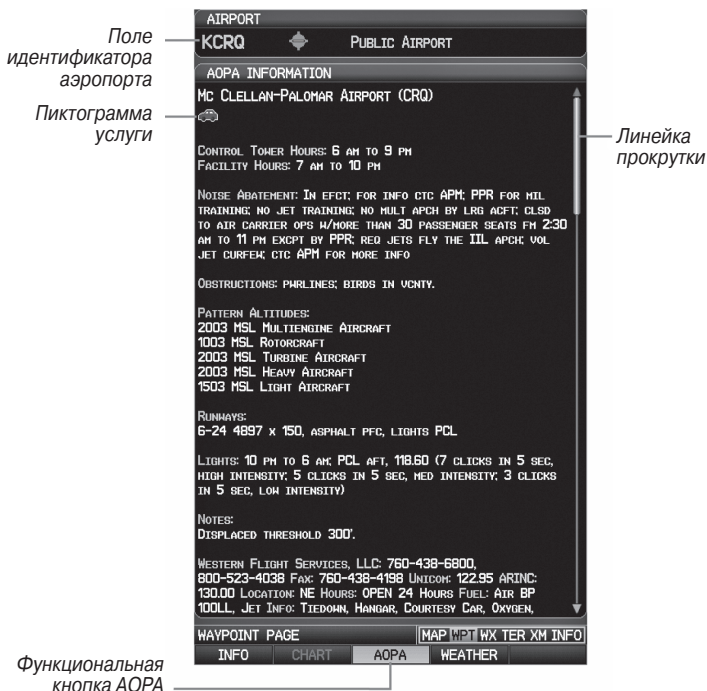 AIRPORT
Поле
идентификатора
аэропорта
KCRQ PUBLIC AIRPORT
AOPA INFORMATION
MC CLELLAN-PALOMAR AIRPORT (CRQ)
Пиктограмма
услуги
Линейка
прокрутки
CONTROL TOWER HOURS: 6 AM TO 9 PM
FACILITY HOURS: 7 AM TO 10 PM
NOISE ABATEMENT: IN EFCT; FOR INFO CTC APM; PPR FOR MIL
TRAINING; NO JET TRAINING; NO MULT APCH BY LRG ACFT; CLSD
TO AIR CARRIER OPS W/MORE THAN 30 PASSENGER SEATS FM 2:30
AM TO 11 PM EXCPT BY PPR; REQ JETS FLY THE IIL APCH; VOL
JET CURFEW; CTC APM FOR MORE INFO
OBSTRUCTIONS: PWRLINES; BIRDS IN VCNTY.
PATTERN ALTITUDES:
2003 MSL MULTIENGINE AIRCRAFT
1003 MSL ROTORCRAFT
2003 MSL TURBINE AIRCRAFT
2003 MSL HEAVY AIRCRAFT
1503 MSL LIGHT AIRCRAFT
RUNWAYS:
6-24 4897 X 150, ASPHALT PFC, LIGHTS PCL
LIGHTS: 10 PM TO 6 AM; PCL AFT, 118.60 (7 CLICKS IN 5 SEC,
HIGH INTENSITY; 5 CLICKS IN 5 SEC, MED INTENSITY; 3 CLICKS
IN 5 SEC, LOW INTENSITY)
NOTES:
DISPLACED THRESHOLD 300'.
WESTERN FLIGHT SERVICES, LLC: 760-438-6800,
800-523-4038 FAX: 760-438-4198 UNICOM: 122.95 ARINC:
130.00 LOCATION: NE HOURS: OPEN 24 HOURS FUEL: AIR BP
100LL, JET INFO: TIEDOWN, HANGAR, COURTESY CAR, OXYGEN,
WAYPOINT PAGE MAP WPT WX TER XM INFO
INFO CHART AOPA WEATHER
Функциональная
кнопка AOPA